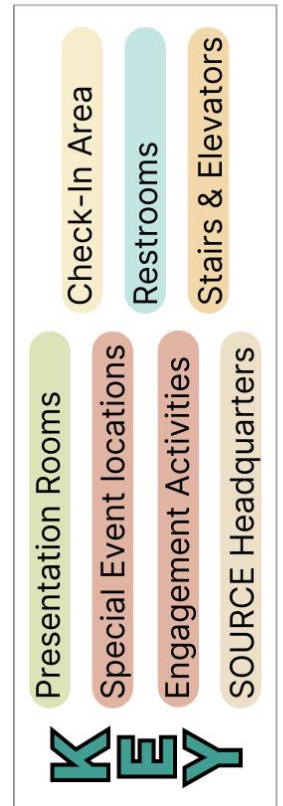 KEY
Presentation Rooms
Special Event locations
Engagement Activities
SOURCE Headquarters
Check-In Area
Restrooms
Stairs & Elevators